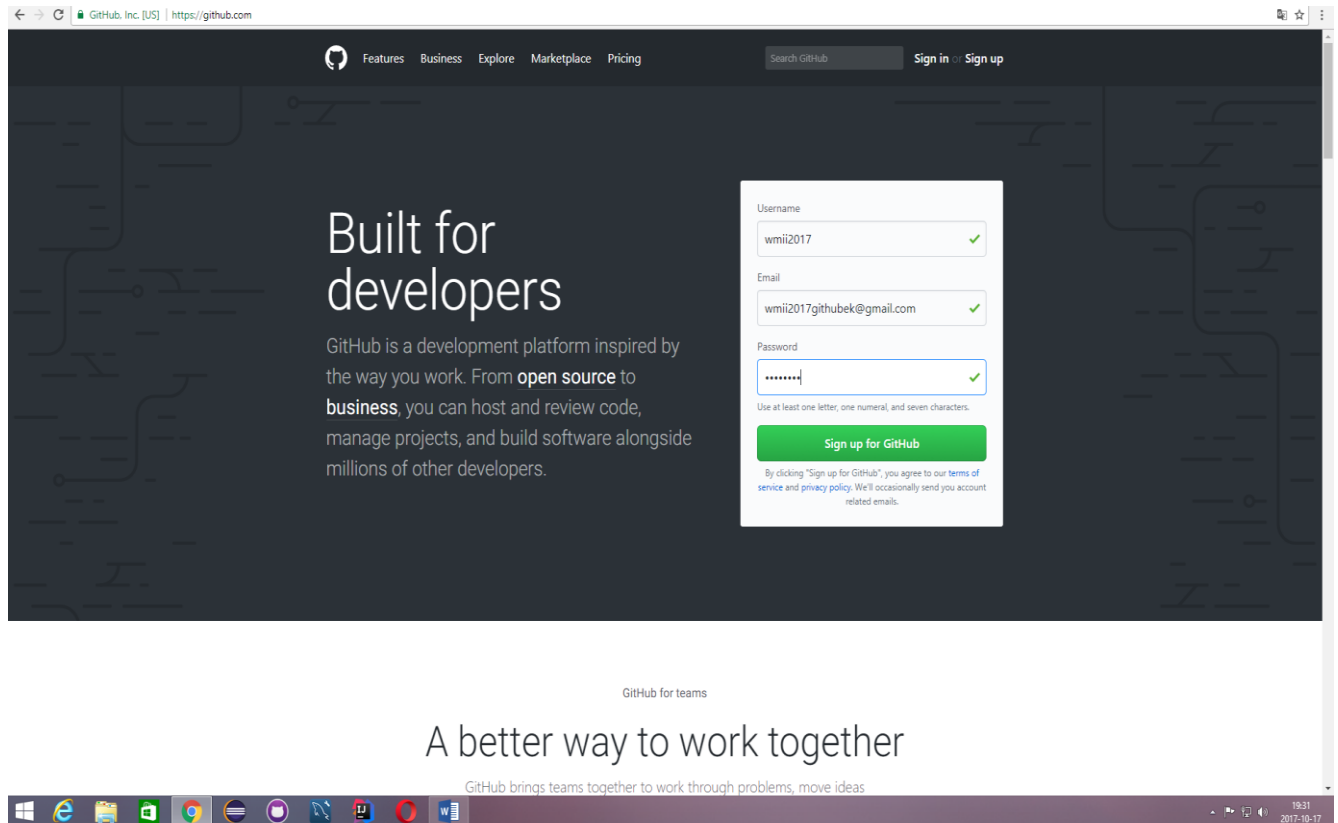 GitHub, Inc. [US] | https://github.com
Features Business Explore Marketplace Pricing Search GitHub Sign in or Sign up
Built for
developers
GitHub is a development platform inspired by
the way you work. From open source to
business, you can host and review code,
manage projects, and build software alongside
millions of other developers.
Username
wmii2017
Email
wmii2017githubek@gmail.com
Password
••••••••
Use at least one letter, one numeral, and seven characters.
Sign up for GitHub
By clicking "Sign up for GitHub", you agree to our terms of
service and privacy policy. We'll occasionally send you account
related emails.
GitHub for teams
A better way to work together
GitHub brings teams together to work through problems, move ideas
19:31
2017-10-17